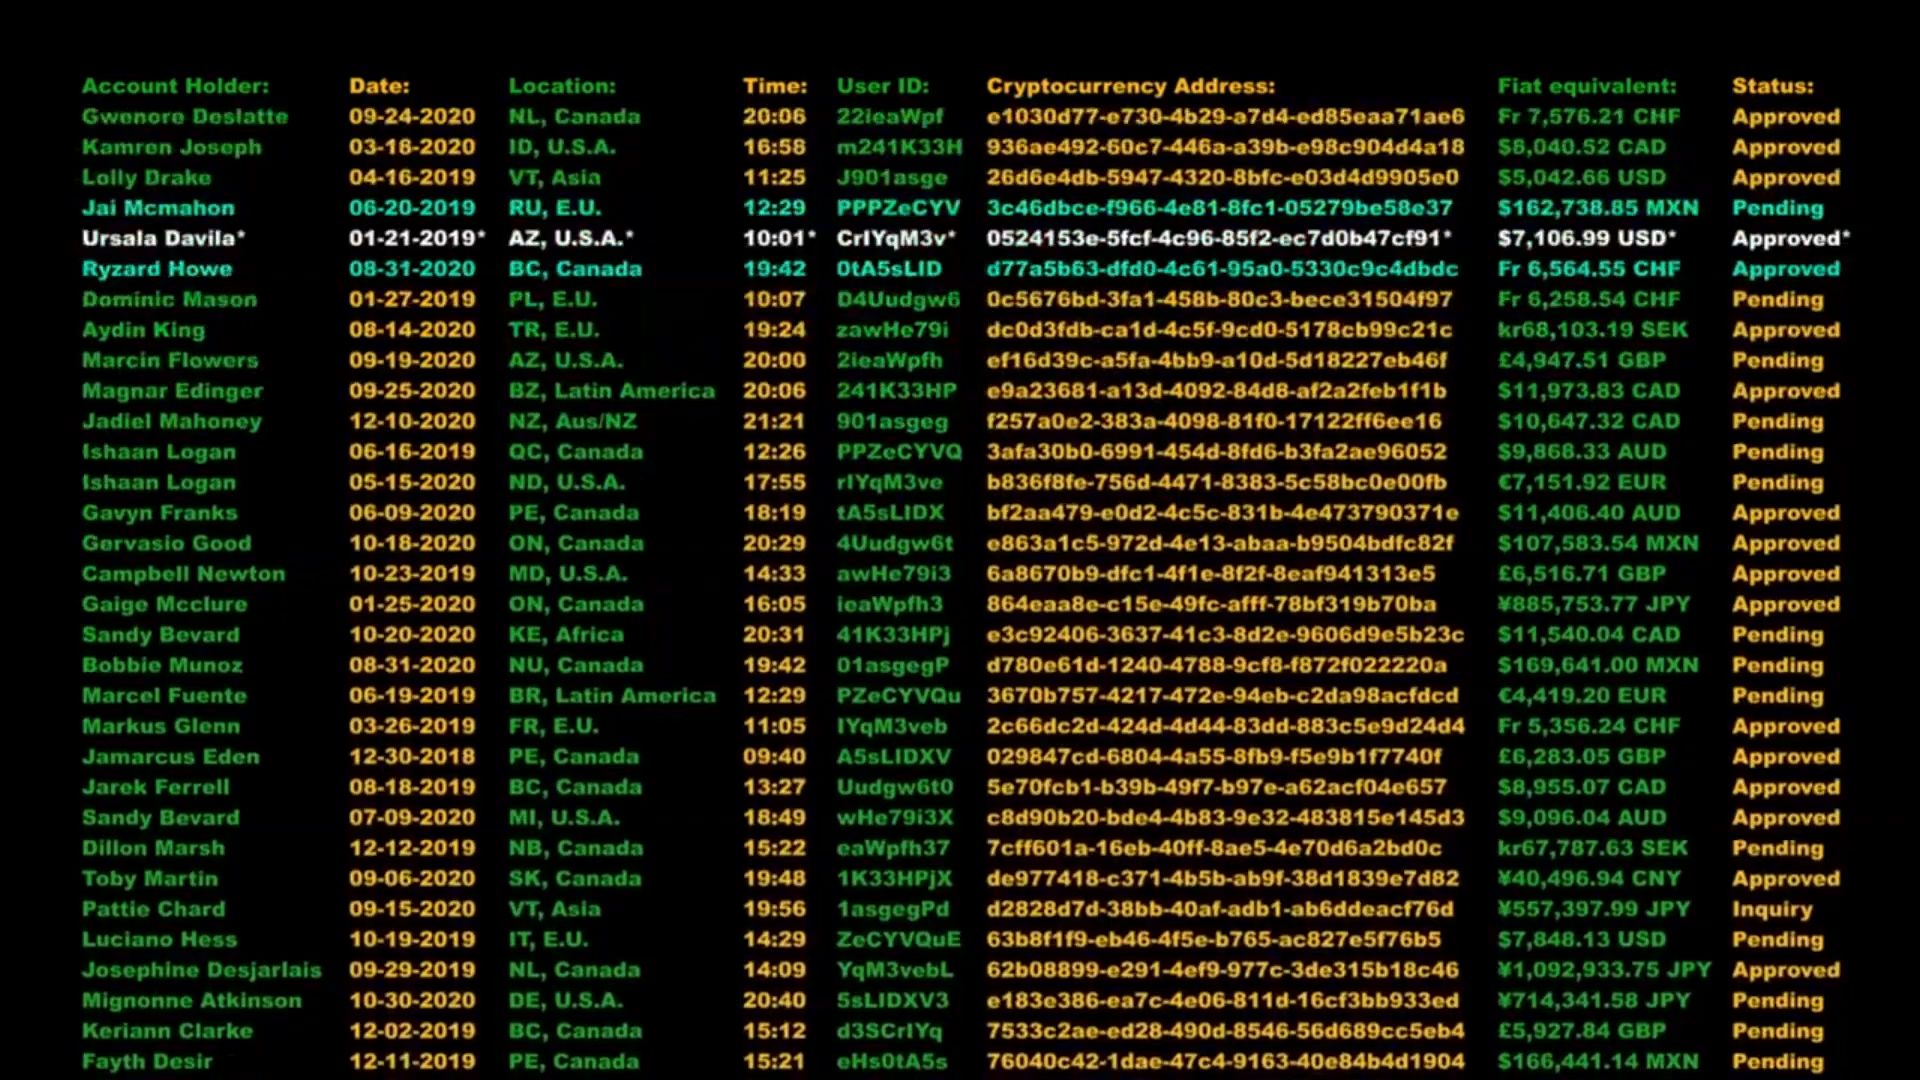 Account Holder: Date: Location: Time: User ID: Cryptocurrency Address: Fiat equivalent: Status:
Gwenore Deslatte 09-24-2020 NL, Canada 20:06 22ieaWpf e1030d77-e730-4b29-a7d4-ed85eaa71ae6 Fr 7,576.21 CHF Approved
Kamren Joseph 03-16-2020 ID, U.S.A. 16:58 m241K33H 936ae492-60c7-446a-a39b-e98c904d4a18 $8,040.52 CAD Approved
Lolly Drake 04-16-2019 VT, Asia 11:25 J901asge 26d6e4db-5947-4320-8bfc-e03d4d9905e0 $5,042.66 USD Approved
Jai Mcmahon 06-20-2019 RU, E.U. 12:29 PPPZeCYV 3c46dbce-f966-4e81-8fc1-05279be58e37 $162,738.85 MXN Pending
Ursala Davila* 01-21-2019* AZ, U.S.A.* 10:01* CrIYqM3v* 0524153e-5fcf-4c96-85f2-ec7d0b47cf91* $7,106.99 USD* Approved*
Ryzard Howe 08-31-2020 BC, Canada 19:42 0tA5sLID d77a5b63-dfd0-4c61-95a0-5330c9c4dbdc Fr 6,564.55 CHF Approved
Dominic Mason 01-27-2019 PL, E.U. 10:07 D4Uudgw6 0c5676bd-3fa1-458b-80c3-bece31504f97 Fr 6,258.54 CHF Pending
Aydin King 08-14-2020 TR, E.U. 19:24 zawHe79i dc0d3fdb-ca1d-4c5f-9cd0-5178cb99c21c kr68,103.19 SEK Approved
Marcin Flowers 09-19-2020 AZ, U.S.A. 20:00 2ieaWpfh ef16d39c-a5fa-4bb9-a10d-5d18227eb46f £4,947.51 GBP Pending
Magnar Edinger 09-25-2020 BZ, Latin America 20:06 241K33HP e9a23681-a13d-4092-84d8-af2a2feb1f1b $11,973.83 CAD Approved
Jadiel Mahoney 12-10-2020 NZ, Aus/NZ 21:21 901asgeg f257a0e2-383a-4098-81f0-17122ff6ee16 $10,647.32 CAD Pending
Ishaan Logan 06-16-2019 QC, Canada 12:26 PPZeCYVQ 3afa30b0-6991-454d-8fd6-b3fa2ae96052 $9,868.33 AUD Pending
Ishaan Logan 05-15-2020 ND, U.S.A. 17:55 rIYqM3ve b836f8fe-756d-4471-8383-5c58bc0e00fb €7,151.92 EUR Pending
Gavyn Franks 06-09-2020 PE, Canada 18:19 tA5sLIDX bf2aa479-e0d2-4c5c-831b-4e473790371e $11,406.40 AUD Approved
Gervasio Good 10-18-2020 ON, Canada 20:29 4Uudgw6t e863a1c5-972d-4e13-abaa-b9504bdfc82f $107,583.54 MXN Approved
Campbell Newton 10-23-2019 MD, U.S.A. 14:33 awHe79i3 6a8670b9-dfc1-4f1e-8f2f-8eaf941313e5 £6,516.71 GBP Approved
Gaige Mcclure 01-25-2020 ON, Canada 16:05 ieaWpfh3 864eaa8e-c15e-49fc-afff-78bf319b70ba ¥885,753.77 JPY Approved
Sandy Bevard 10-20-2020 KE, Africa 20:31 41K33HPj e3c92406-3637-41c3-8d2e-9606d9e5b23c $11,540.04 CAD Pending
Bobbie Munoz 08-31-2020 NU, Canada 19:42 01asgegP d780e61d-1240-4788-9cf8-f872f022220a $169,641.00 MXN Pending
Marcel Fuente 06-19-2019 BR, Latin America 12:29 PZeCYVQu 3670b757-4217-472e-94eb-c2da98acfdcd €4,419.20 EUR Pending
Markus Glenn 03-26-2019 FR, E.U. 11:05 IYqM3veb 2c66dc2d-424d-4d44-83dd-883c5e9d24d4 Fr 5,356.24 CHF Approved
Jamarcus Eden 12-30-2018 PE, Canada 09:40 A5sLIDXV 029847cd-6804-4a55-8fb9-f5e9b1f7740f £6,283.05 GBP Approved
Jarek Ferrell 08-18-2019 BC, Canada 13:27 Uudgw6t0 5e70fcb1-b39b-49f7-b97e-a62acf04e657 $8,955.07 CAD Approved
Sandy Bevard 07-09-2020 MI, U.S.A. 18:49 wHe79i3X c8d90b20-bde4-4b83-9e32-483815e145d3 $9,096.04 AUD Approved
Dillon Marsh 12-12-2019 NB, Canada 15:22 eaWpfh37 7cff601a-16eb-40ff-8ae5-4e70d6a2bd0c kr67,787.63 SEK Pending
Toby Martin 09-06-2020 SK, Canada 19:48 1K33HPjX de977418-c371-4b5b-ab9f-38d1839e7d82 ¥40,496.94 CNY Approved
Pattie Chard 09-15-2020 VT, Asia 19:56 1asgegPd d2828d7d-38bb-40af-adb1-ab6ddeacf76d ¥557,397.99 JPY Inquiry
Luciano Hess 10-19-2019 IT, E.U. 14:29 ZeCYVQuE 63b8f1f9-eb46-4f5e-b765-ac827e5f76b5 $7,848.13 USD Pending
Josephine Desjarlais 09-29-2019 NL, Canada 14:09 YqM3vebL 62b08899-e291-4ef9-977c-3de315b18c46 ¥1,092,933.75 JPY Approved
Mignonne Atkinson 10-30-2020 DE, U.S.A. 20:40 5sLIDXV3 e183e386-ea7c-4e06-811d-16cf3bb933ed ¥714,341.58 JPY Pending
Keriann Clarke 12-02-2019 BC, Canada 15:12 d3SCrIYq 7533c2ae-ed28-490d-8546-56d689cc5eb4 £5,927.84 GBP Pending
Fayth Desir 12-11-2019 PE, Canada 15:21 eHs0tA5s 76040c42-1dae-47c4-9163-40e84b4d1904 $166,441.14 MXN Pending